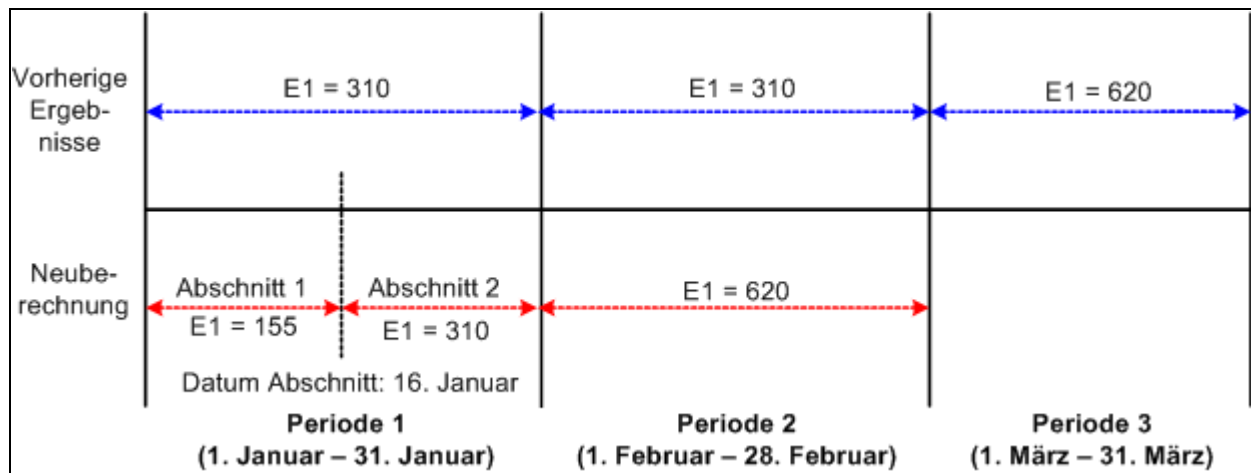 Vorherige
Ergeb-
nisse
E1 = 310
E1 = 310
E1 = 620
Neube-
rechnung
Abschnitt 1
E1 = 155
Abschnitt 2
E1 = 310
E1 = 620
Datum Abschnitt: 16. Januar
Periode 1
(1. Januar – 31. Januar)
Periode 2
(1. Februar – 28. Februar)
Periode 3
(1. März – 31. März)